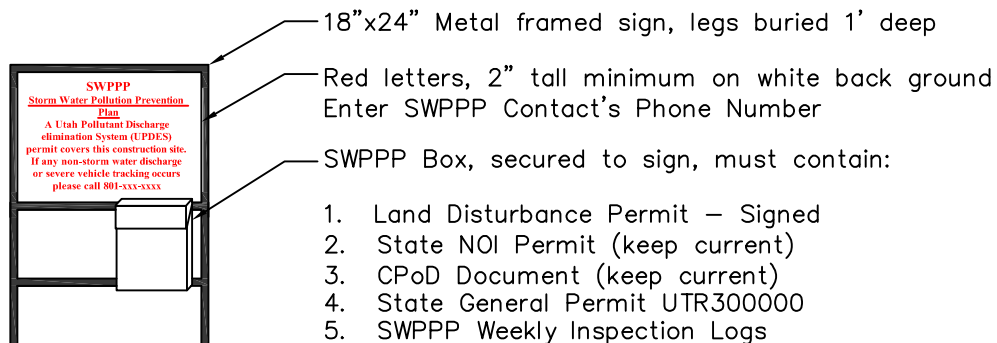 18”x24” Metal framed sign, legs buried 1’ deep
SWPPP
Storm Water Pollution Prevention
Plan
A Utah Pollutant Discharge
elimination System (UPDES)
permit covers this construction site.
If any non-storm water discharge
or severe vehicle tracking occurs
please call 801-xxx-xxxx
Red letters, 2” tall minimum on white back ground
Enter SWPPP Contact’s Phone Number
SWPPP Box, secured to sign, must contain:
1. Land Disturbance Permit – Signed
2. State NOI Permit (keep current)
3. CPoD Document (keep current)
4. State General Permit UTR300000
5. SWPPP Weekly Inspection Logs